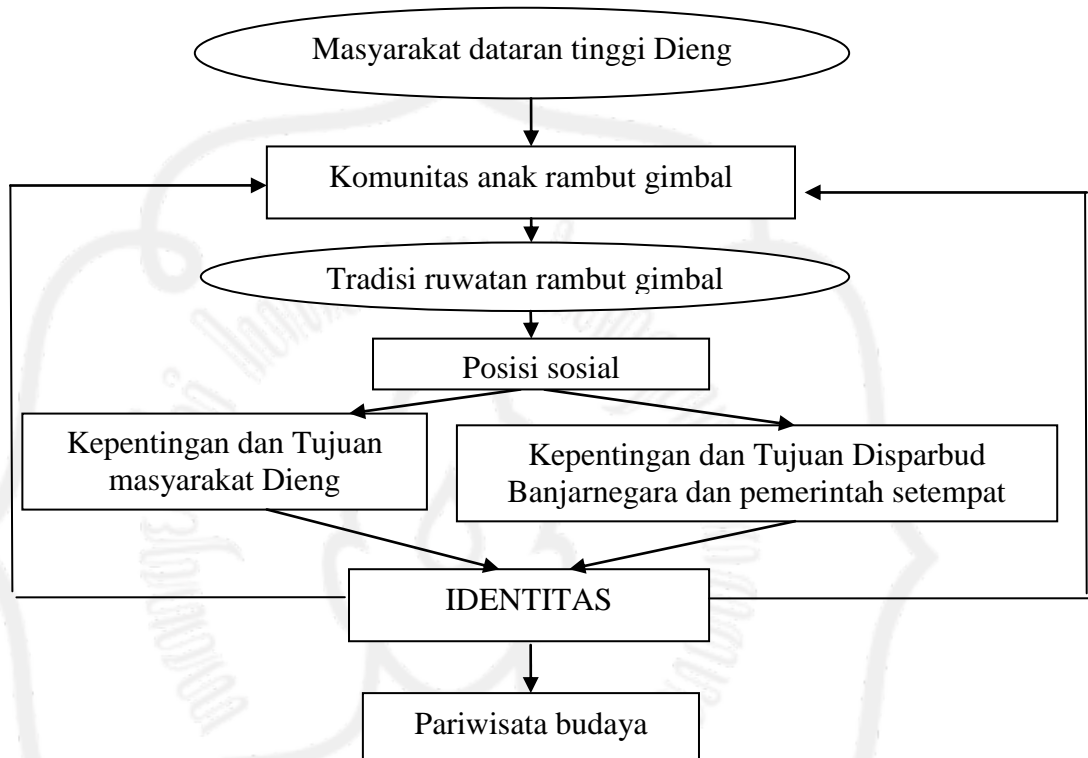 Masyarakat dataran tinggi Dieng
Komunitas anak rambut gimbal
Tradisi ruwatan rambut gimbal
Posisi sosial
Kepentingan dan Tujuan
masyarakat Dieng
Kepentingan dan Tujuan Disparbud
Banjarnegara dan pemerintah setempat
IDENTITAS
Pariwisata budaya